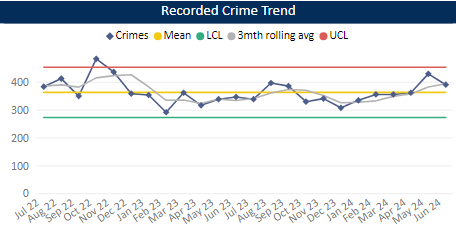 Recorded Crime Trend
Crimes Mean LCL 3mth rolling avg UCL
400
300
200
100
0
Jul 22 Aug 22 Sep 22 Oct 22 Nov 22 Dec 22 Jan 23 Feb 23 Mar 23 Apr 23 May 23 Jun 23 Jul 23 Aug 23 Sep 23 Oct 23 Nov 23 Dec 23 Jan 24 Feb 24 Mar 24 Apr 24 May 24 Jun 24